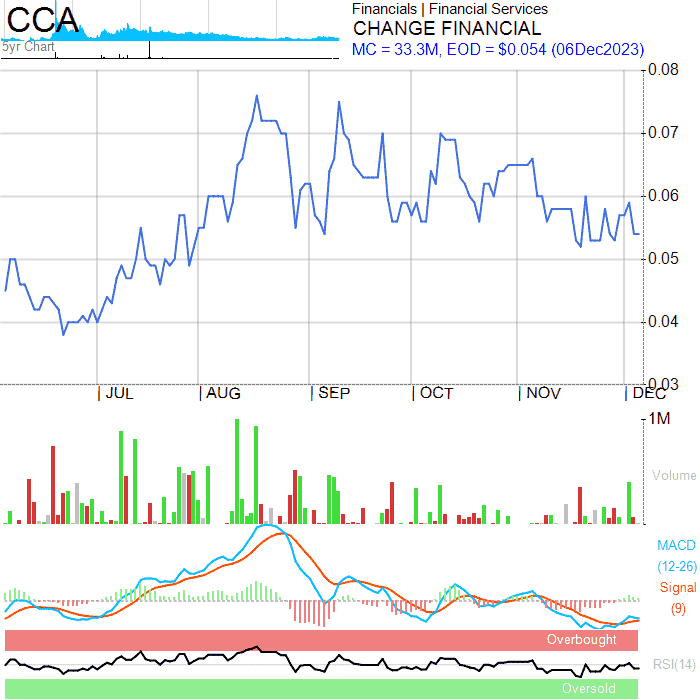 CCA
5yr Chart
Financials | Financial Services
CHANGE FINANCIAL
MC = 33.3M, EOD = $0.054 (06Dec2023)
0.08
0.07
0.06
0.05
0.04
0.03
JUL AUG SEP OCT NOV DEC
1M
Volume
MACD
(12-26)
Signal
(9)
Overbought
RSI(14)
Oversold